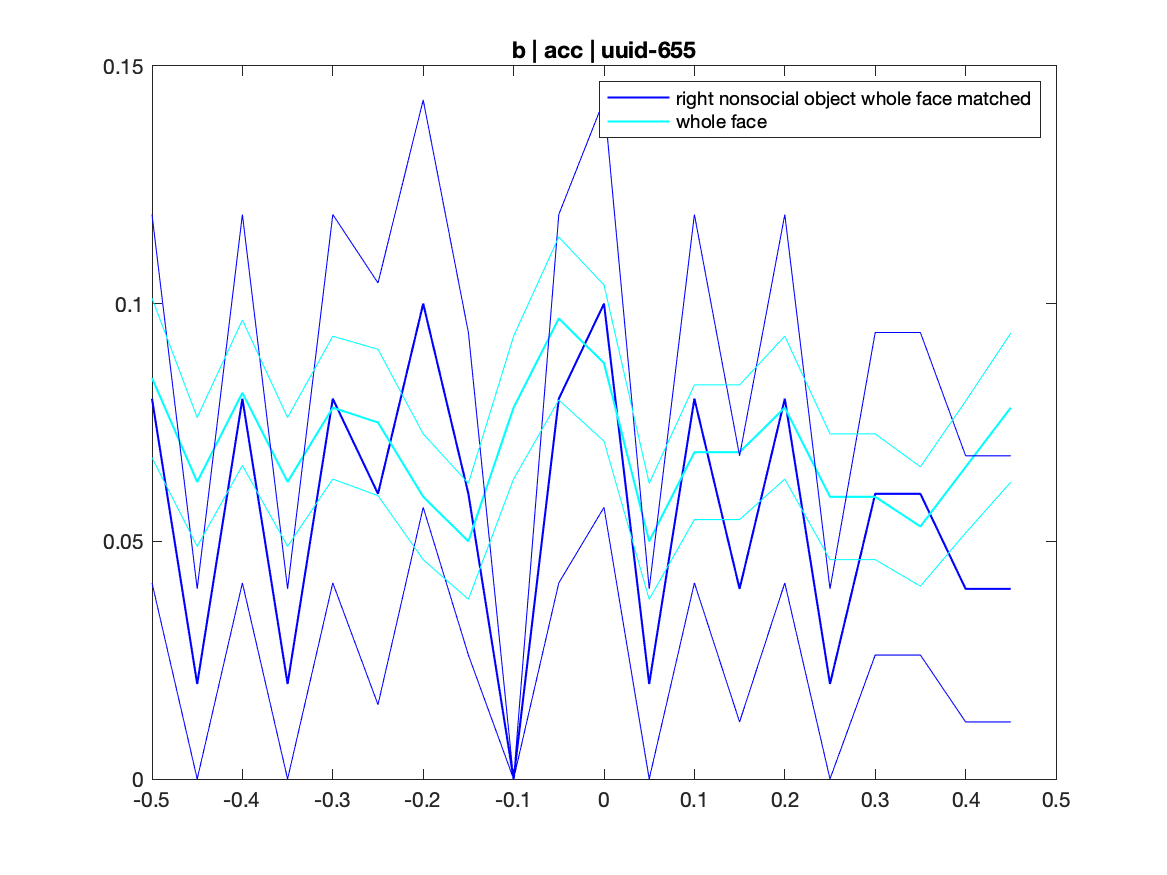 b | acc | uuid-655
0.15
right nonsocial object whole face matched
whole face
0.1
0.05
0
-0.5 -0.4 -0.3 -0.2 -0.1 0 0.1 0.2 0.3 0.4 0.5